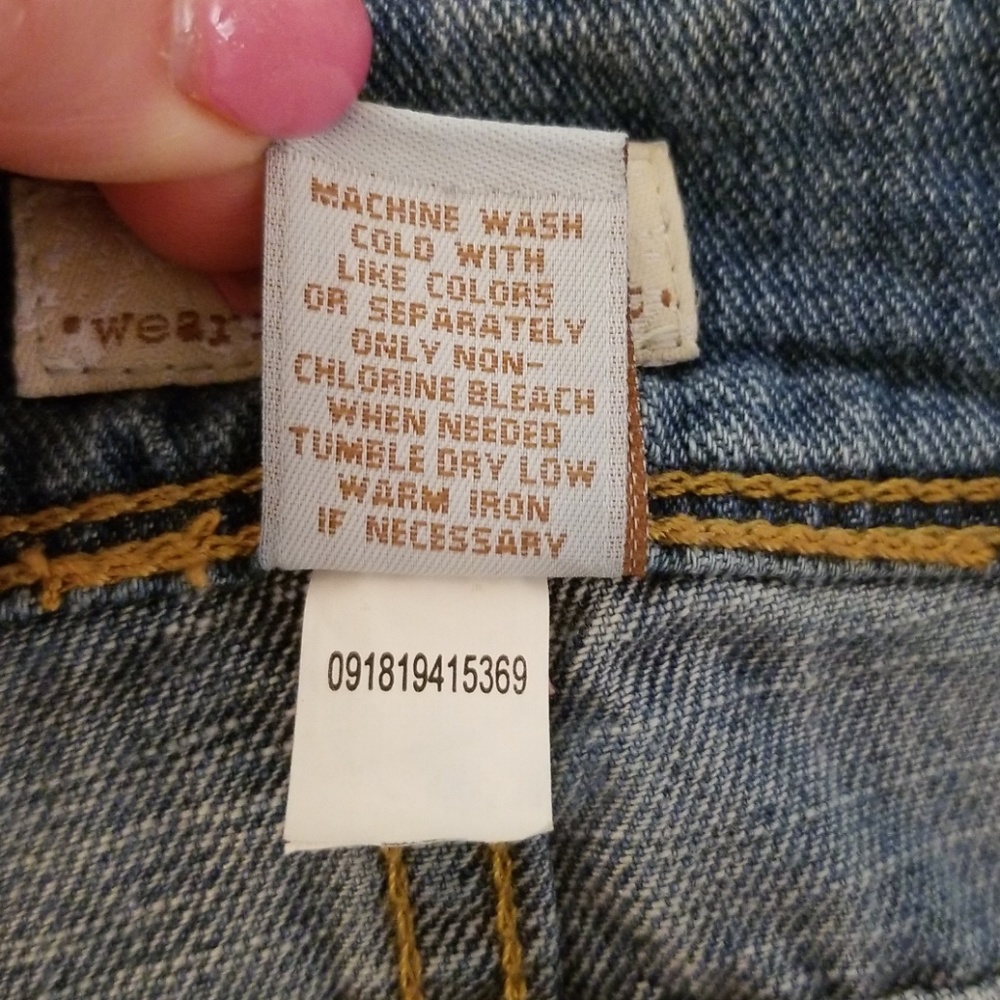 MACHINE WASH
COLD WITH
LIKE COLORS
OR SEPARATELY
ONLY NON-
CHLORINE BLEACH
WHEN NEEDED
TUMBLE DRY LOW
WARM IRON
IF NECESSARY
•wear
091819415369